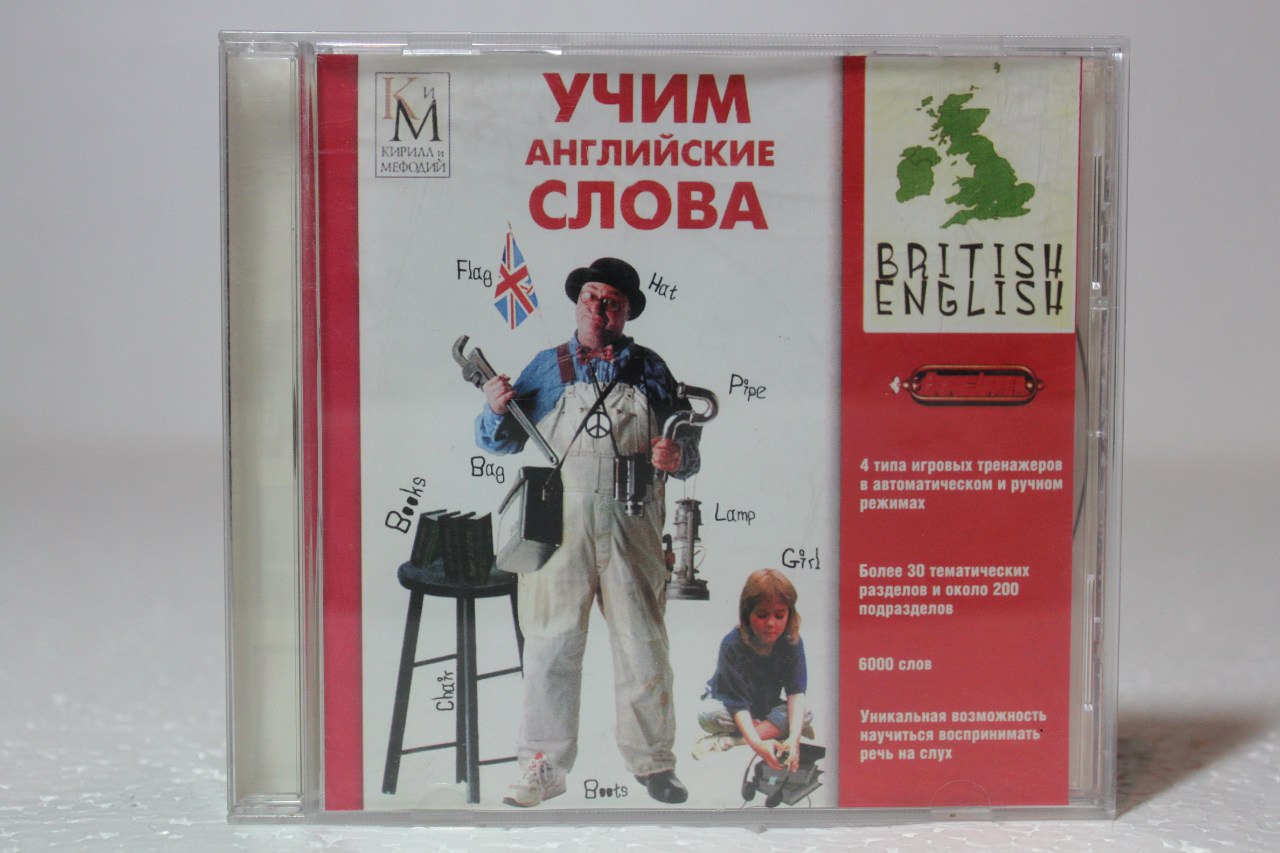 КиМ
КИРИЛЛ и
МЕФОДИЙ
УЧИМ
АНГЛИЙСКИЕ
СЛОВА
BRITISH
ENGLISH
Flag
Hat
Pipe
Bag
Books
Lamp
Girl
Chair
Boots
4 типа игровых тренажеров
в автоматическом и ручном
режимах
Более 30 тематических
разделов и около 200
подразделов
6000 слов
Уникальная возможность
научиться воспринимать
речь на слух